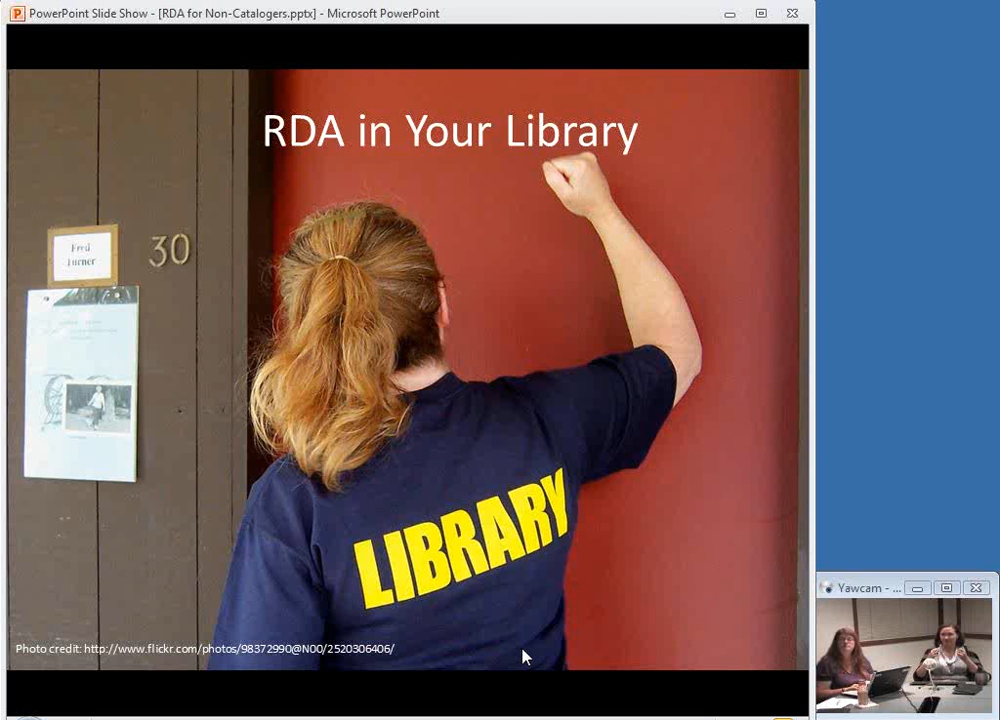 PowerPoint Slide Show - [RDA for Non-Catalogers.pptx] - Microsoft PowerPoint
RDA in Your Library
30
Fred
Turner
LIBRARY
Photo credit: http://www.flickr.com/photos/98372990@N00/2520306406/
Yawcam - ...